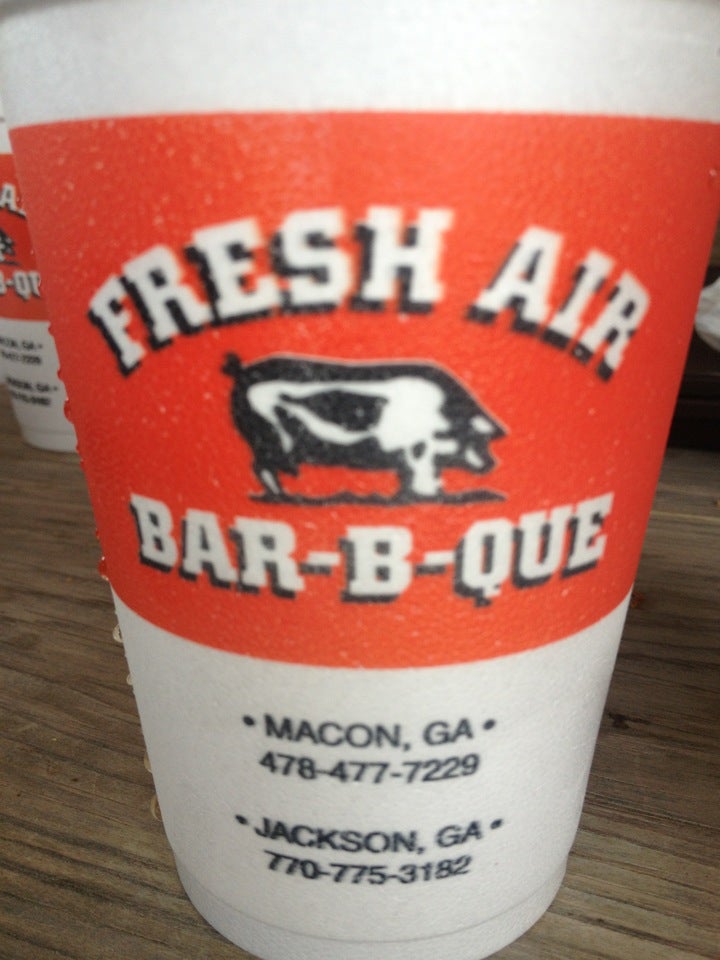 FRESH AIR
BAR-B-QUE
• MACON, GA •
478-477-7229
• JACKSON, GA •
770-775-3182